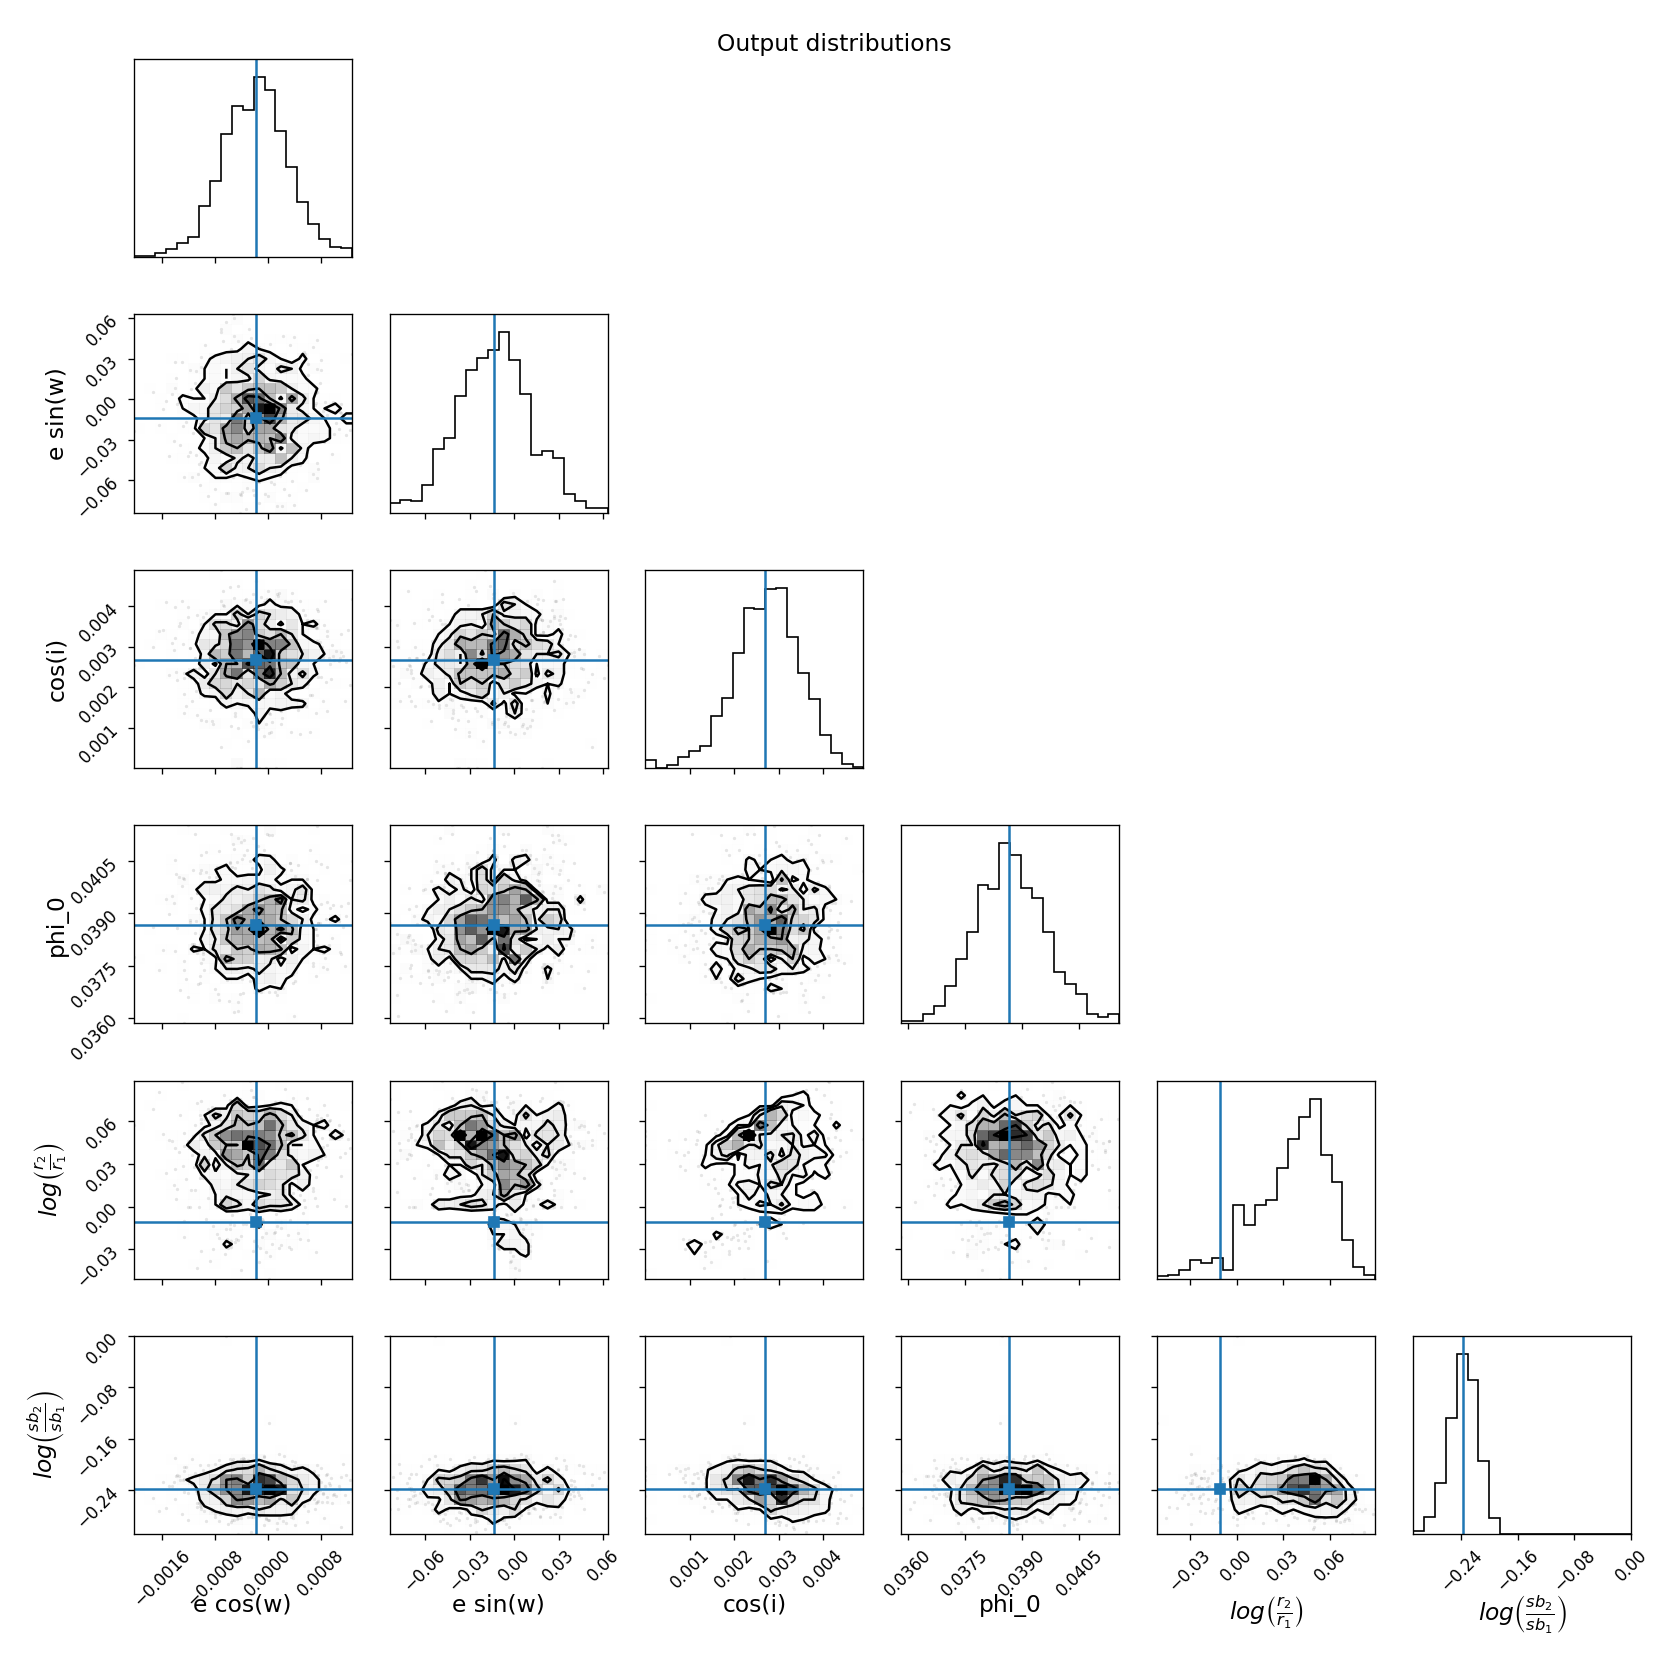 Output distributions
0.06
0.03
0.00
−0.03
−0.06
e sin(w)
0.004
0.003
0.002
0.001
cos(i)
0.0405
0.0390
0.0375
0.0360
phi_0
0.06
0.03
0.00
−0.03
log(r2/r1)
0.00
−0.08
−0.16
−0.24
log(sb2/sb1)
−0.0016 −0.0008 0.0000 0.0008
−0.06 −0.03 0.00 0.03 0.06
0.001 0.002 0.003 0.004
0.0360 0.0375 0.0390 0.0405
−0.03 0.00 0.03 0.06
−0.24 −0.16 −0.08 0.00
e cos(w) e sin(w) cos(i) phi_0 log(r2/r1) log(sb2/sb1)